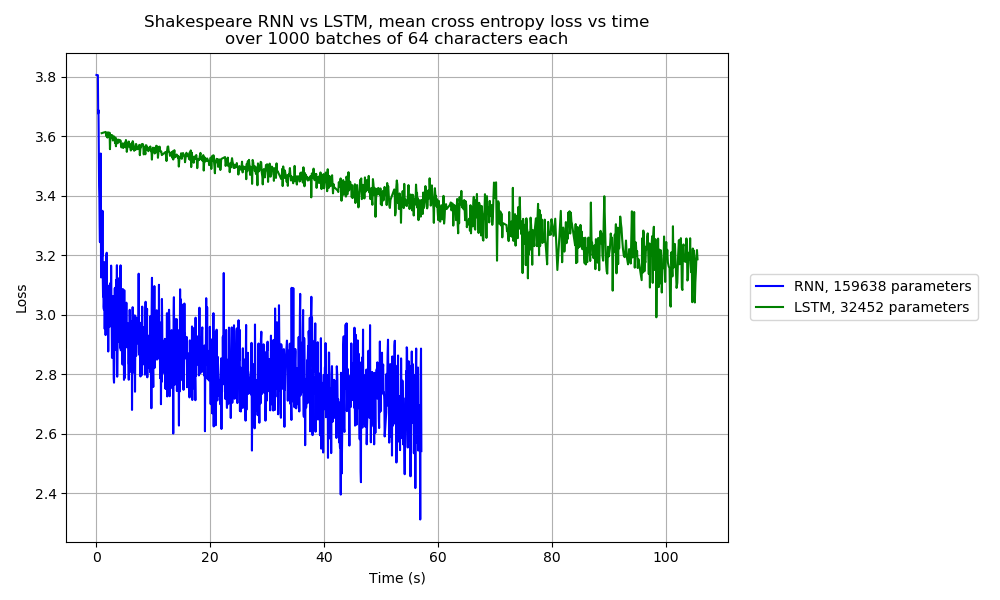 Shakespeare RNN vs LSTM, mean cross entropy loss vs time
over 1000 batches of 64 characters each
3.8
3.6
3.4
3.2
3.0
2.8
2.6
2.4
Loss
0 20 40 60 80 100
Time (s)
RNN, 159638 parameters
LSTM, 32452 parameters